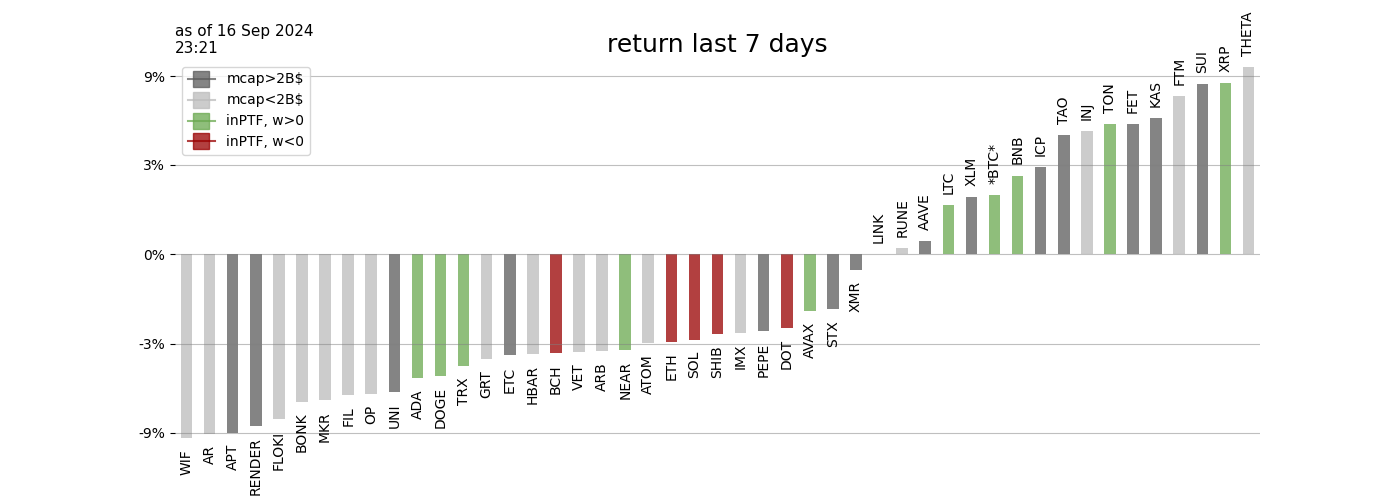 as of 16 Sep 2024
23:21
return last 7 days
mcap>2B$
mcap<2B$
inPTF, w>0
inPTF, w<0
9%
3%
0%
-3%
-9%
WIF
AR
APT
RENDER
FLOKI
BONK
MKR
FIL
OP
UNI
ADA
DOGE
TRX
GRT
ETC
HBAR
BCH
VET
ARB
NEAR
ATOM
ETH
SOL
SHIB
IMX
PEPE
DOT
AVAX
STX
XMR
LINK
RUNE
AAVE
LTC
XLM
*BTC*
BNB
ICP
TAO
INJ
TON
FET
KAS
FTM
SUI
XRP
THETA